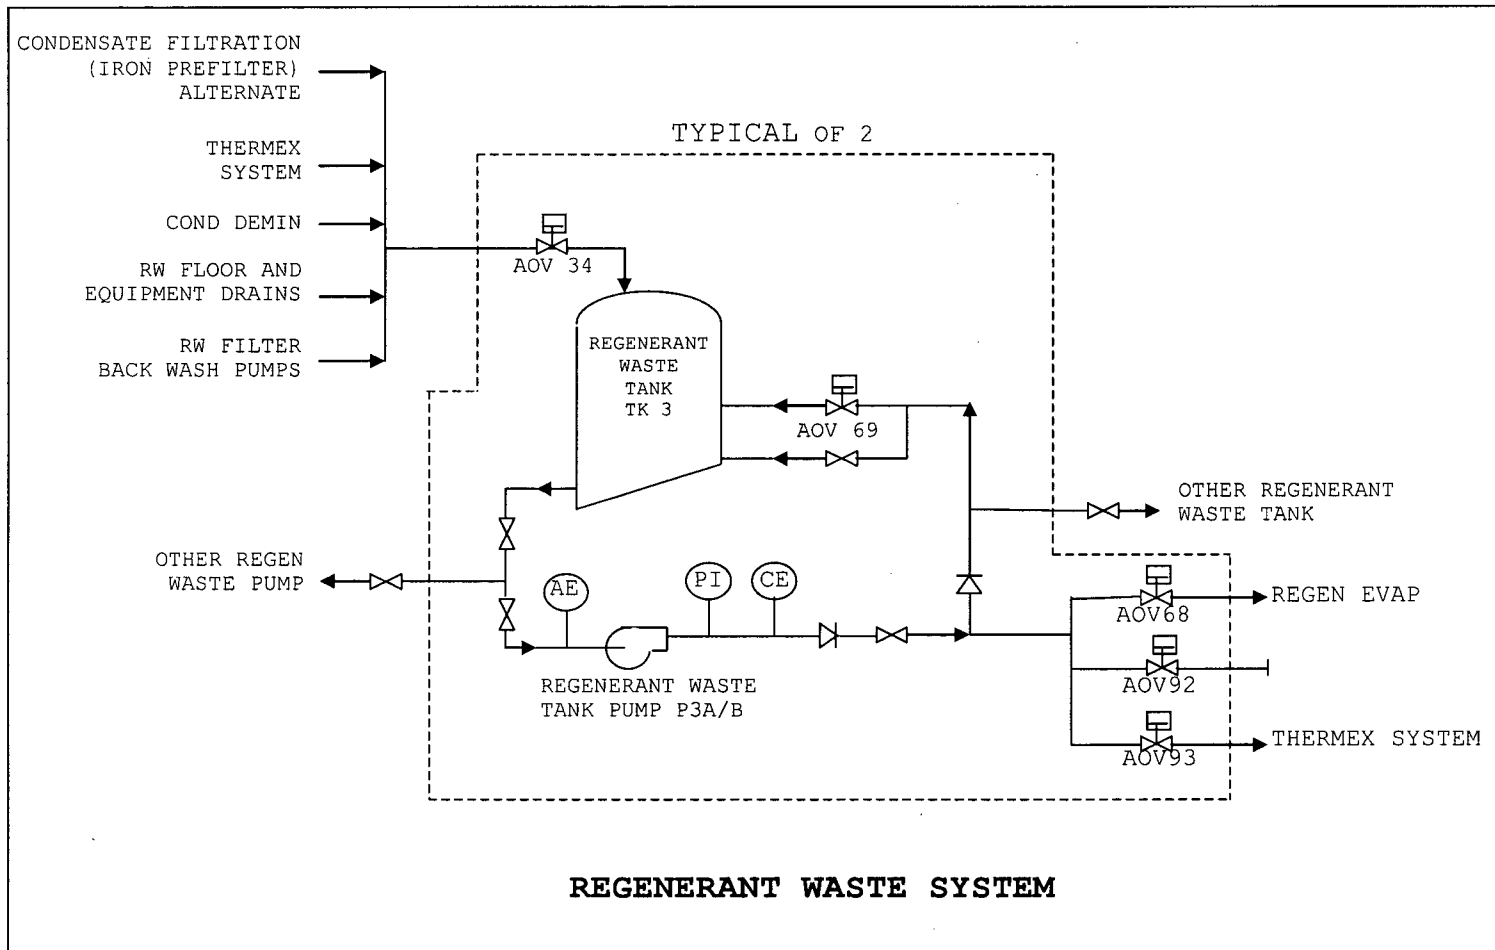 CONDENSATE FILTRATION
(IRON PREFILTER)
ALTERNATE
THERMEX
SYSTEM
COND DEMIN
RW FLOOR AND
EQUIPMENT DRAINS
RW FILTER
BACK WASH PUMPS
TYPICAL OF 2
AOV 34
REGENERANT
WASTE
TANK
TK 3
AOV 69
OTHER REGENERANT
WASTE TANK
OTHER REGEN
WASTE PUMP
AE
PI
CE
REGENERANT WASTE
TANK PUMP P3A/B
AOV68
REGEN EVAP
AOV92
AOV93
THERMEX SYSTEM
REGENERANT WASTE SYSTEM